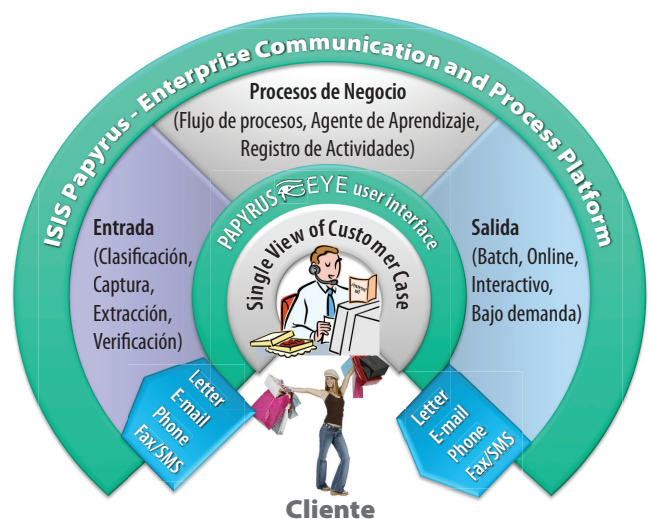 ISIS Papyrus - Enterprise Communication and Process Platform
Procesos de Negocio
(Flujo de procesos, Agente de Aprendizaje,
Registro de Actividades)
PAPYRUS EYE user interface
Single View of Customer Case
Entrada
(Clasificación,
Captura,
Extracción,
Verificación)
Salida
(Batch, Online,
Interactivo,
Bajo demanda)
Letter
E-mail
Phone
Fax/SMS
Letter
E-mail
Phone
Fax/SMS
Cliente